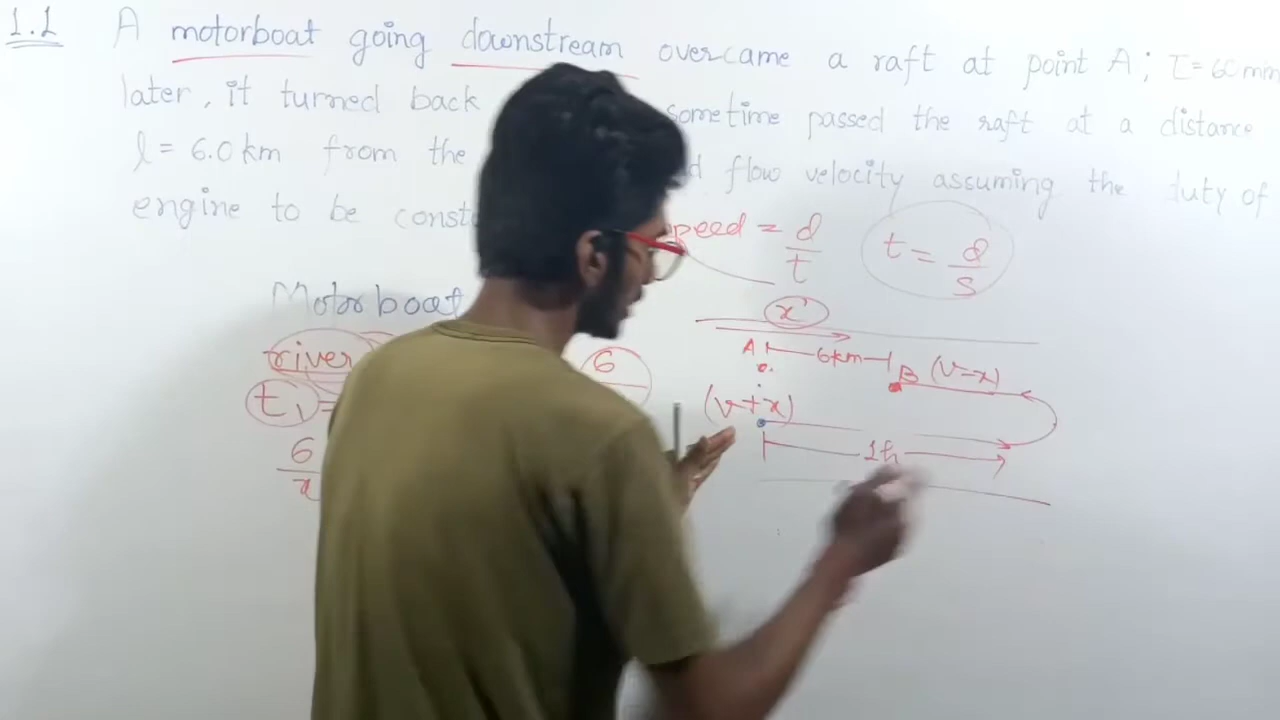 1.1 A motorboat going downstream overcame a raft at point A; τ = 60 min
later, it turned back sometime passed the raft at a distance
l = 6.0 km from the flow velocity assuming the duty of
engine to be
speed = d/t
t = d/s
Motorboat
x
river
A 6km B (v-x)
6
t₁ =
(v+x)
6/x
1h